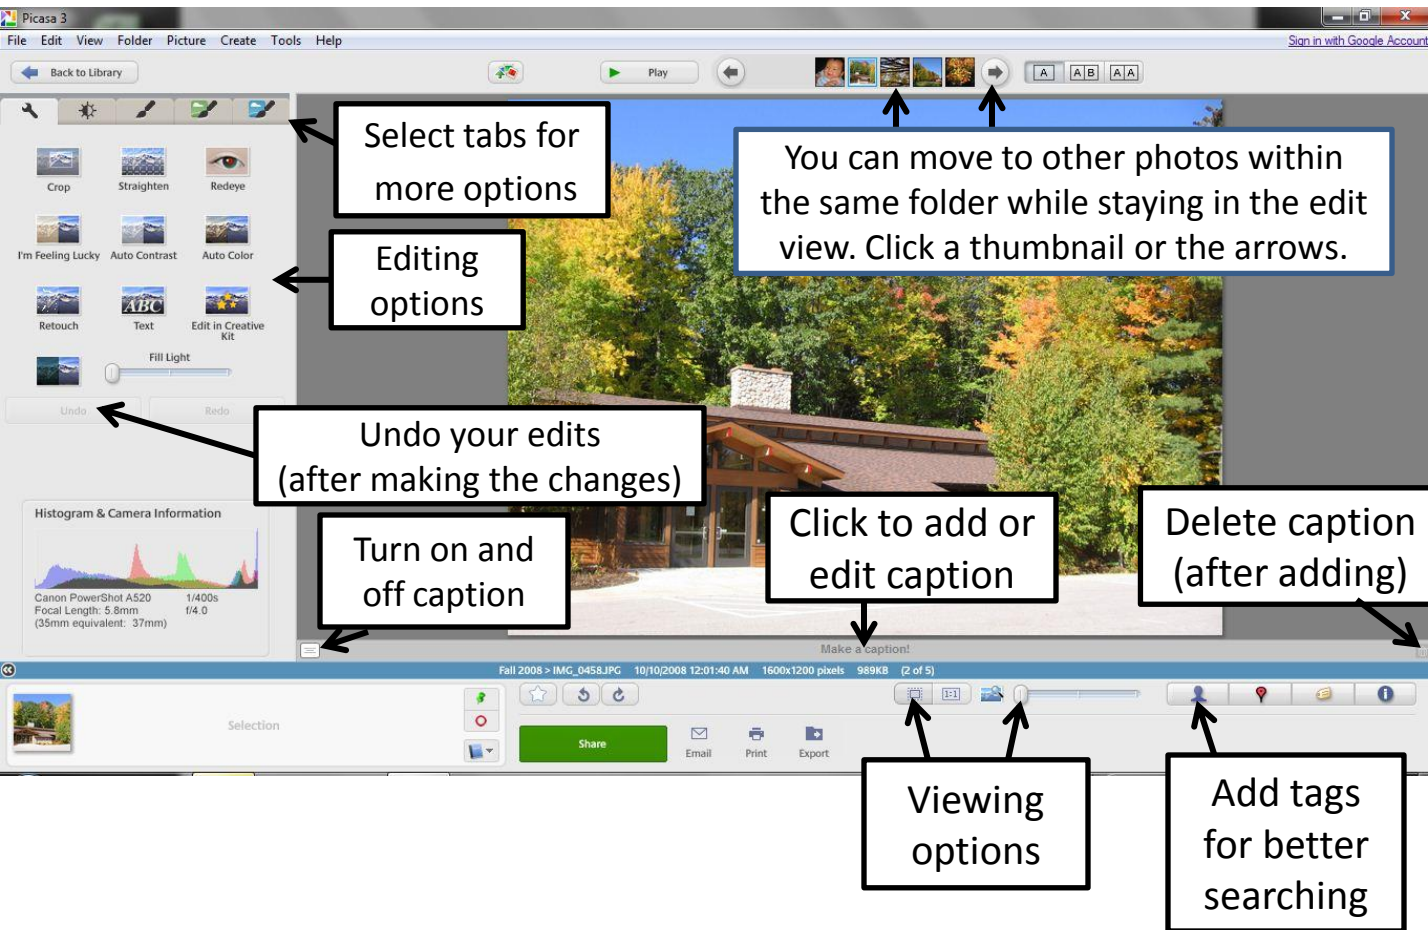 Picasa 3
File Edit View Folder Picture Create Tools Help
Sign in with Google Account
Back to Library
Play
A
A B
A A
Select tabs for
more options
You can move to other photos within
the same folder while staying in the edit
view. Click a thumbnail or the arrows.
Crop Straighten Redeye
I'm Feeling Lucky Auto Contrast Auto Color
Editing
options
ABC
Retouch Text Edit in Creative
Kit
Fill Light
Undo Redo
Undo your edits
(after making the changes)
Histogram & Camera Information
Canon PowerShot A520 1/400s
Focal Length: 5.8mm f/4.0
(35mm equivalent: 37mm)
Turn on and
off caption
Click to add or
edit caption
Delete caption
(after adding)
Make a caption!
Fall 2008 > IMG_0458.JPG 10/10/2008 12:01:40 AM 1600x1200 pixels 989KB (2 of 5)
1:1
Selection
Share
Email Print Export
Viewing
options
Add tags
for better
searching